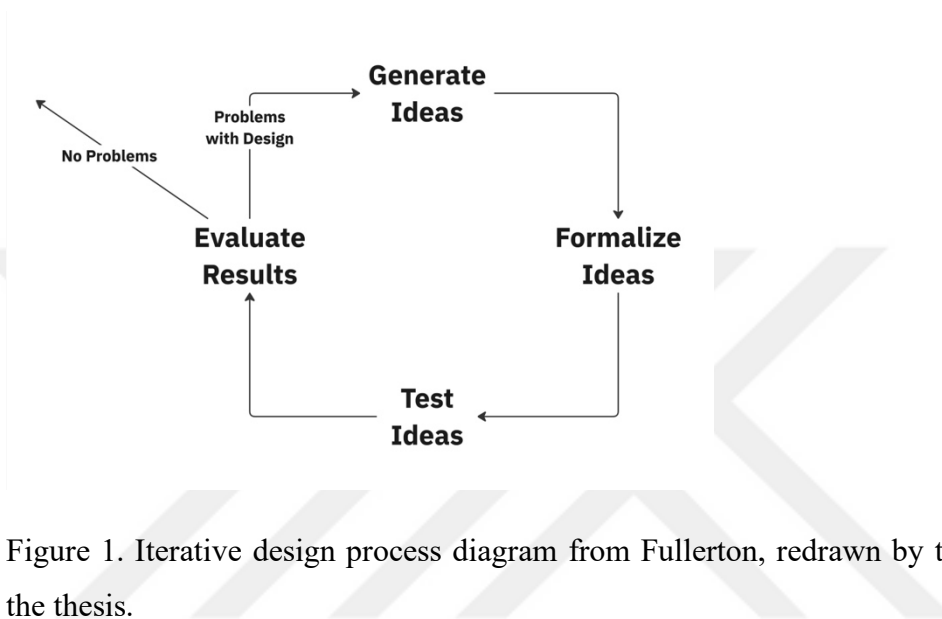 Generate
Ideas
Problems
with Design
No Problems
Evaluate
Results
Formalize
Ideas
Test
Ideas
Figure 1. Iterative design process diagram from Fullerton, redrawn by
the thesis.